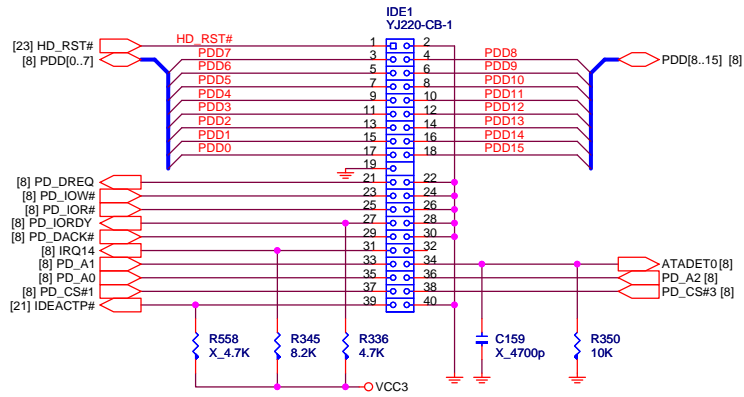 IDE1
YJ220-CB-1
[23] HD_RST# HD_RST# 1 2
[8] PDD[0..7] PDD7 3 4 PDD8 PDD[8..15] [8]
PDD6 5 6 PDD9
PDD5 7 8 PDD10
PDD4 9 10 PDD11
PDD3 11 12 PDD12
PDD2 13 14 PDD13
PDD1 15 16 PDD14
PDD0 17 18 PDD15
19
[8] PD_DREQ 21 22
[8] PD_IOW# 23 24
[8] PD_IOR# 25 26
[8] PD_IORDY 27 28
[8] PD_DACK# 29 30
[8] IRQ14 31 32
[8] PD_A1 33 34 ATADET0[8]
[8] PD_A0 35 36 PD_A2 [8]
[8] PD_CS#1 37 38 PD_CS#3 [8]
[21] IDEACTP# 39 40
R558 R345 R336 C159 R350
X_4.7K 8.2K 4.7K X_4700p 10K
VCC3